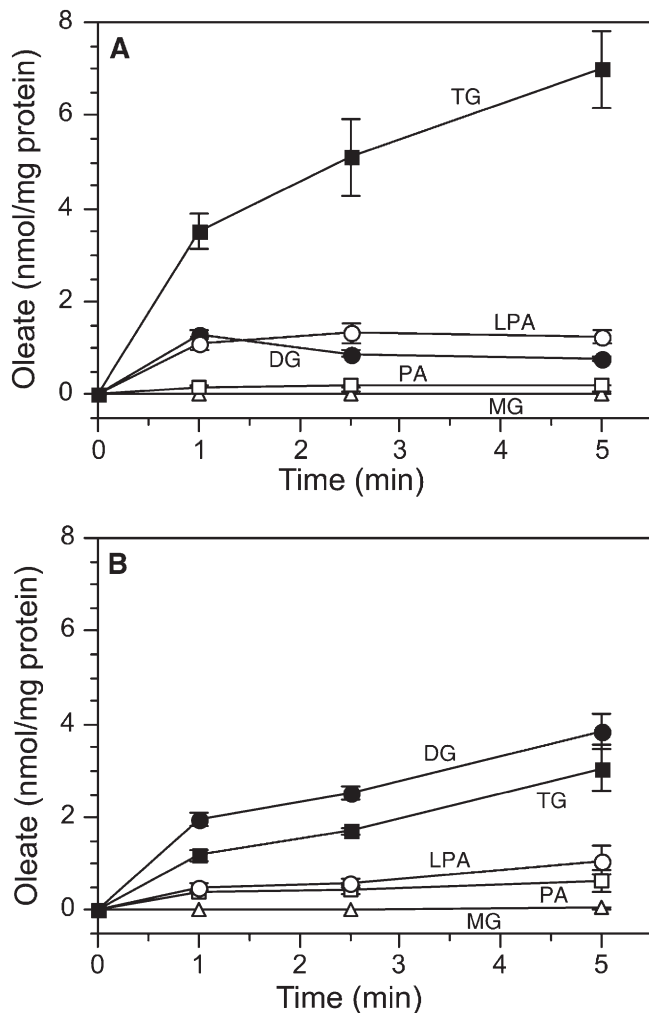 A
8
6
4
2
0
Oleate (nmol/mg protein)
TG
LPA
DG
PA
MG
0 1 2 3 4 5
Time (min)
B
8
6
4
2
0
Oleate (nmol/mg protein)
DG
TG
LPA
PA
MG
0 1 2 3 4 5
Time (min)